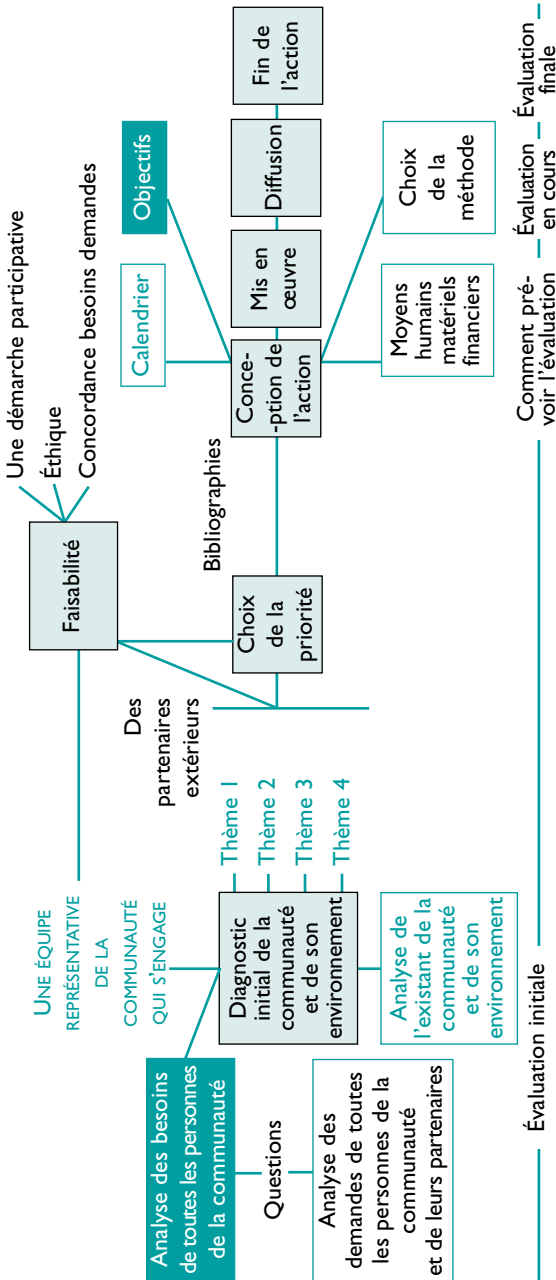 Analyse des besoins
de toutes les personnes
de la communauté
Questions
Analyse des
demandes de toutes
les personnes de la
communauté
et de leurs partenaires
UNE ÉQUIPE
REPRÉSENTATIVE
DE LA
COMMUNAUTÉ
QUI S'ENGAGE
Diagnostic
initial de la
communauté
et de son
environnement
Thème 1
Thème 2
Thème 3
Thème 4
Analyse de
l'existant de la
communauté
et de son
environnement
Des
partenaires
extérieurs
Faisabilité
Une démarche participative
Éthique
Concordance besoins demandes
Choix
de la
priorité
Bibliographies
Conce-
-ption de
l'action
Calendrier
Objectifs
Mis en
œuvre
Diffusion
Fin de
l'action
Moyens
humains
matériels
financiers
Choix
de la
méthode
Évaluation initiale
Comment pré-
voir l'évaluation
Évaluation
en cours
Évaluation
finale